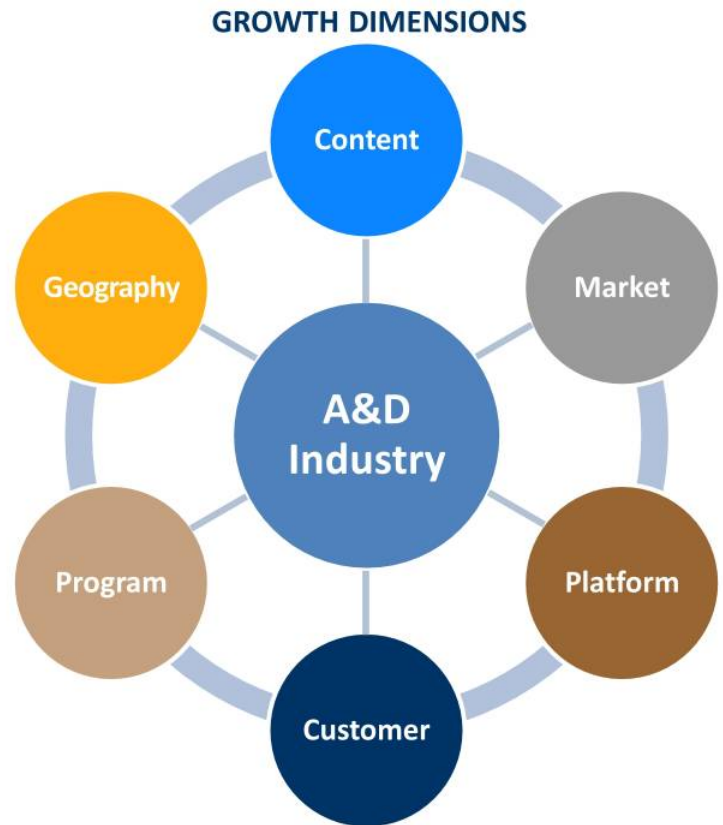 GROWTH DIMENSIONS
Content
Geography
Market
A&D
Industry
Program
Platform
Customer